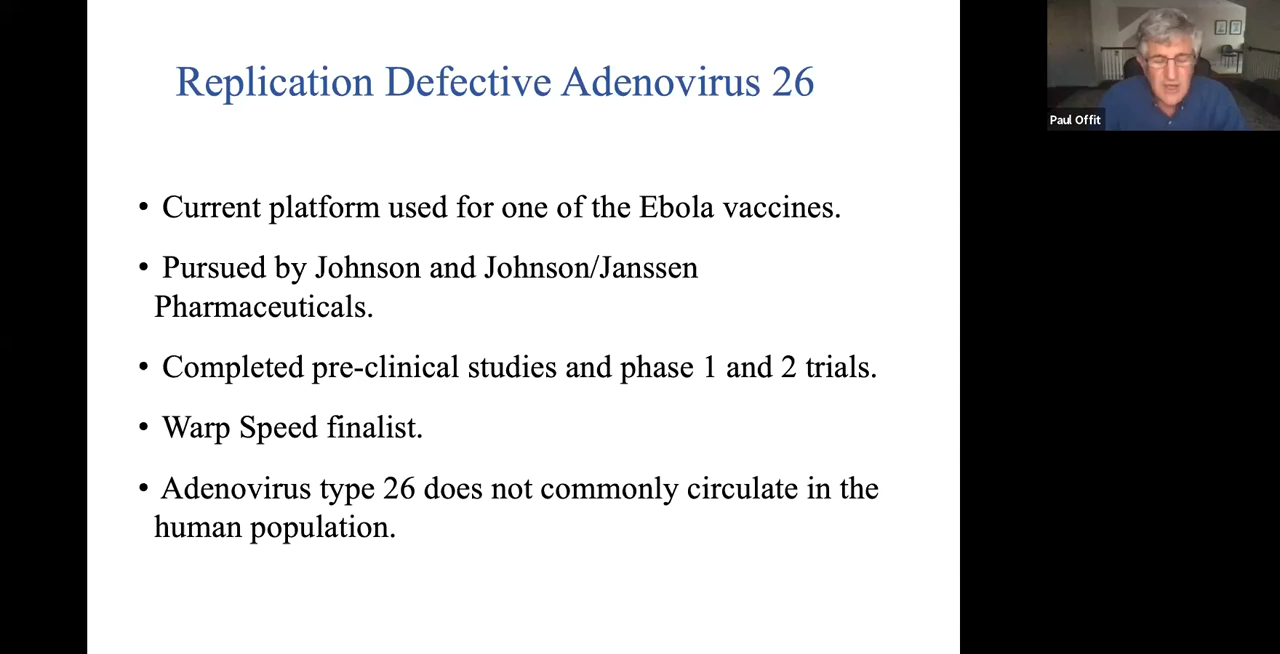 Replication Defective Adenovirus 26
• Current platform used for one of the Ebola vaccines.
• Pursued by Johnson and Johnson/Janssen
Pharmaceuticals.
• Completed pre-clinical studies and phase 1 and 2 trials.
• Warp Speed finalist.
• Adenovirus type 26 does not commonly circulate in the
human population.
Paul Offit